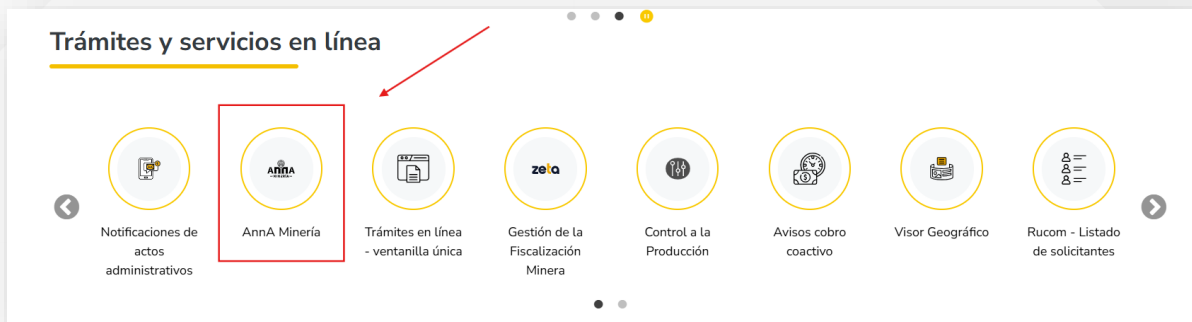 Trámites y servicios en línea
AnnA
MINERÍA
zeta
Notificaciones de
actos
administrativos
AnnA Minería
Trámites en línea
- ventanilla única
Gestión de la
Fiscalización
Minera
Control a la
Producción
Avisos cobro
coactivo
Visor Geográfico
Rucom - Listado
de solicitantes